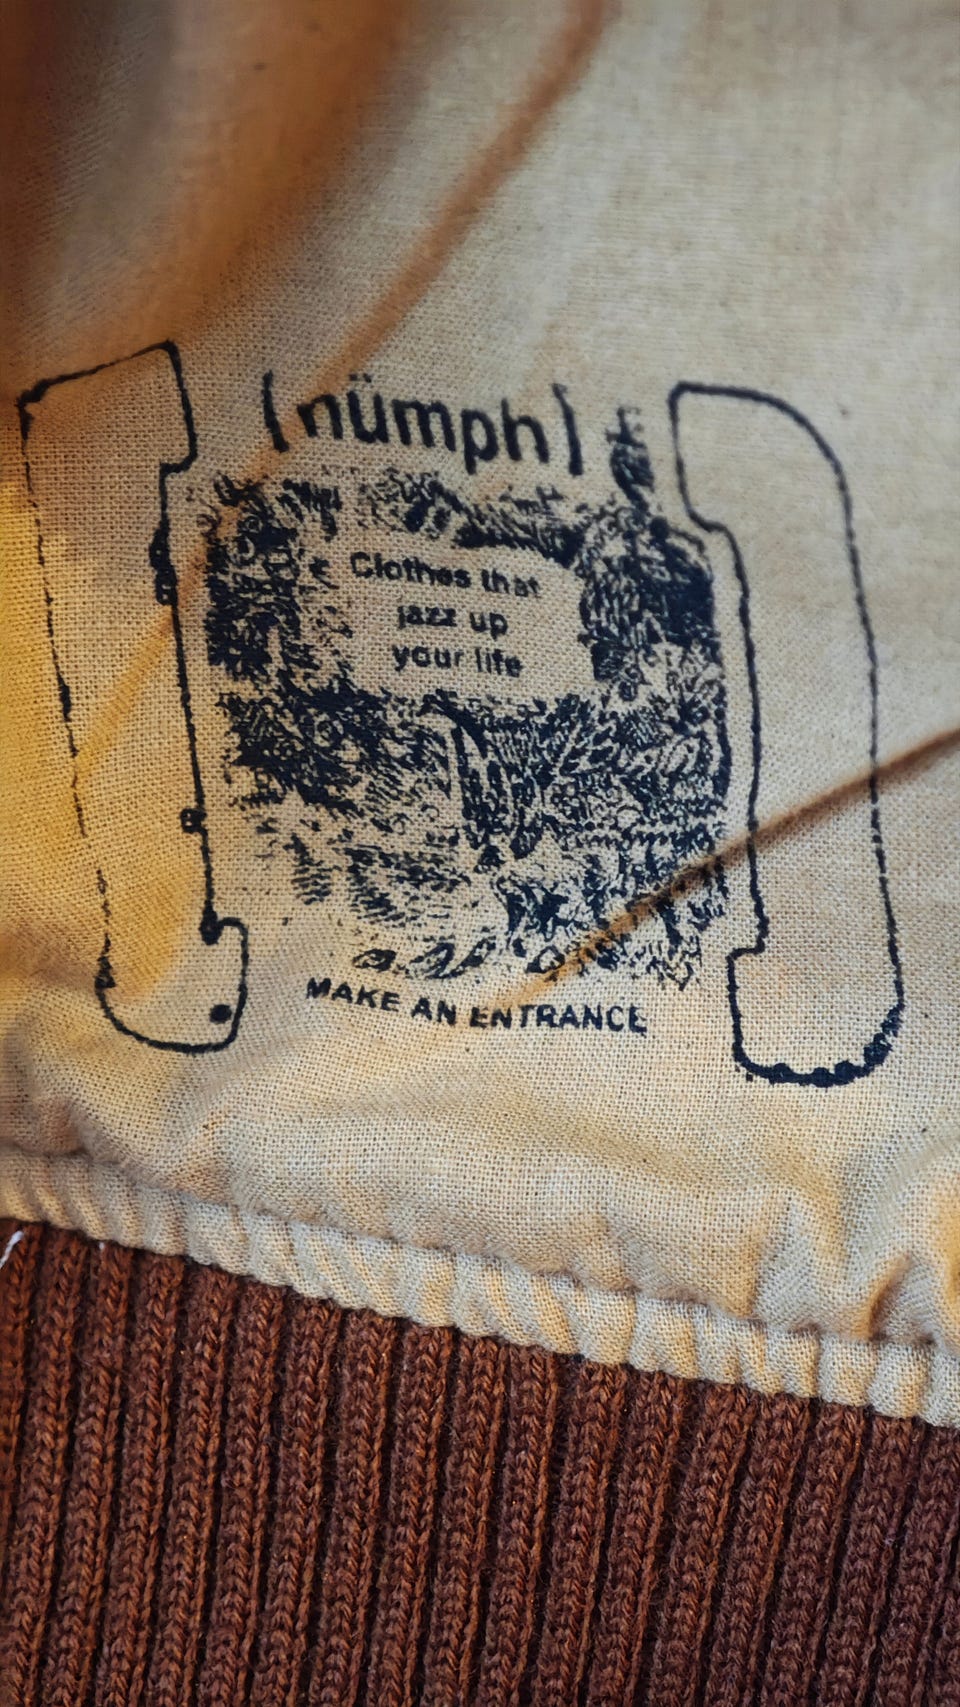 [nümph]
Clothes that
jazz up
your life
MAKE AN ENTRANCE